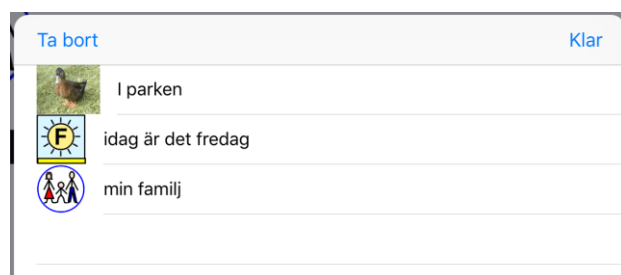 Ta bort Klar
I parken
F
idag är det fredag
min familj